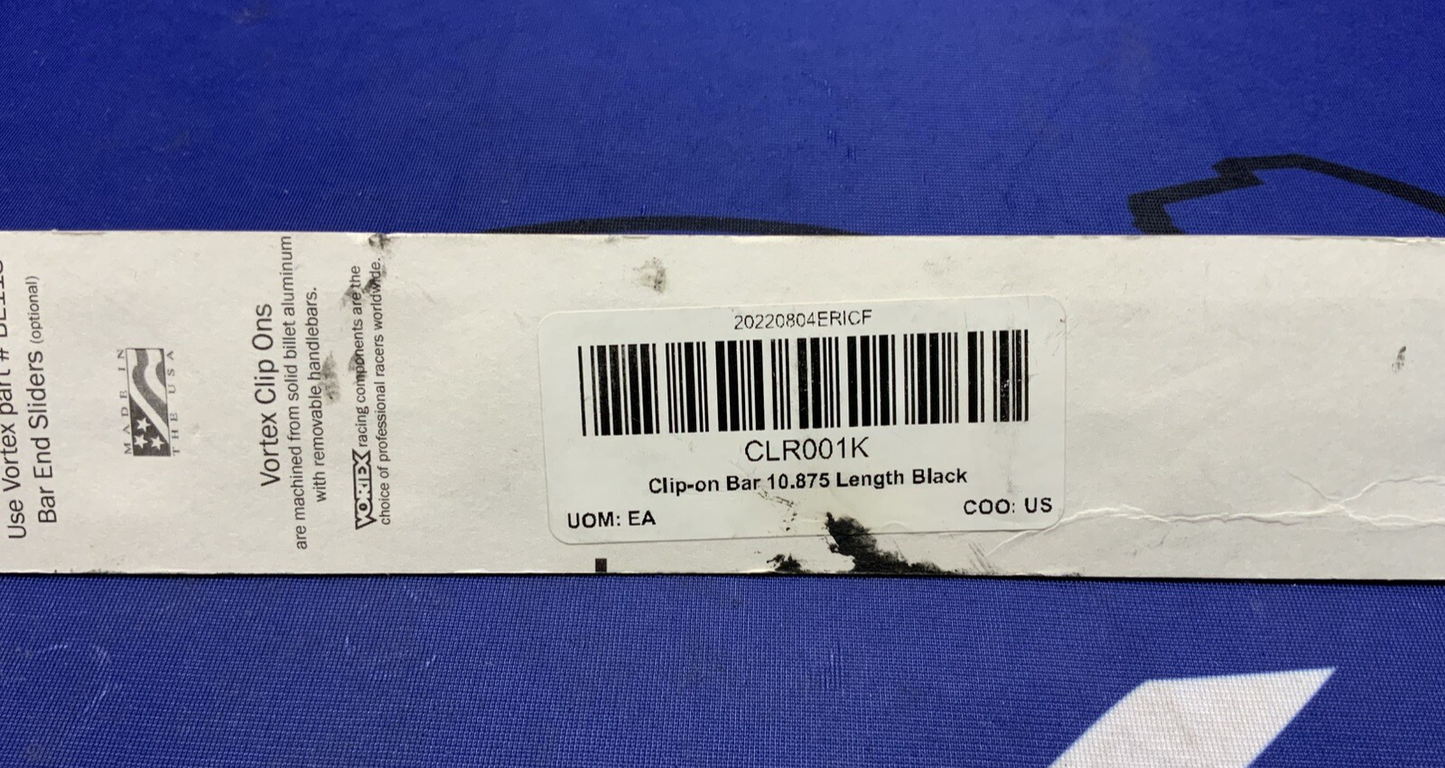 Use Vortex part #
Bar End Sliders (optional)
MADE IN
THE USA
Vortex Clip Ons
are machined from solid billet aluminum
with removable handlebars.
VORTEX racing components are the
choice of professional racers worldwide.
20220804ERICF
CLR001K
Clip-on Bar 10.875 Length Black
UOM: EA
COO: US